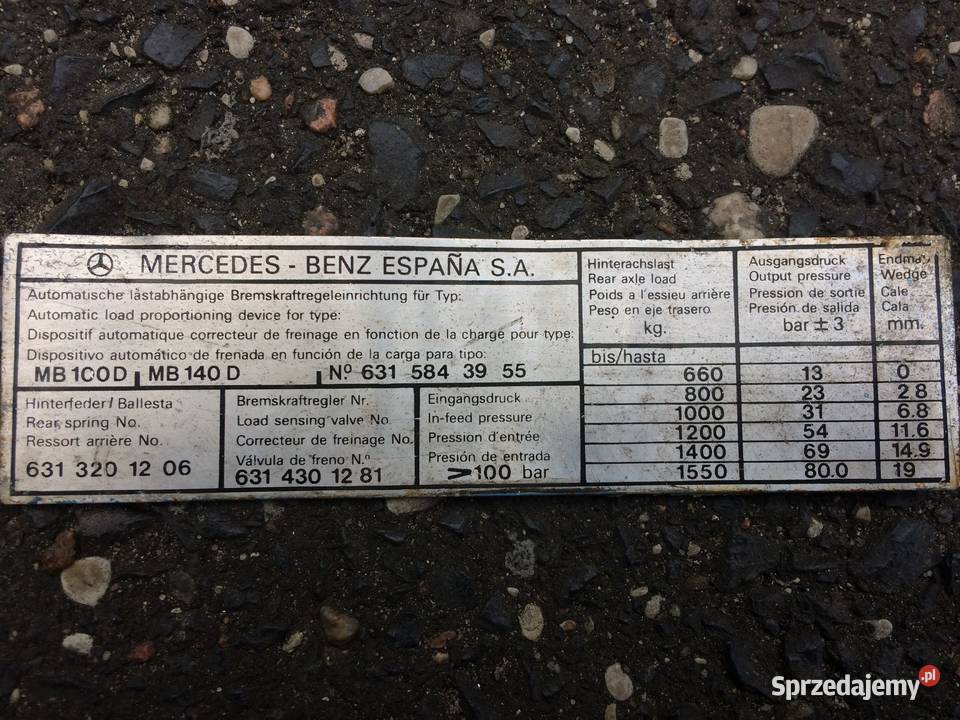 MERCEDES - BENZ ESPAÑA S.A.
Automatische låstabhängige Bremskraftregeleinrichtung für Typ:
Automatic load proportioning device for type:
Dispositif automatique correcteur de freinage en fonction de la charge pour type:
Dispositivo automático de frenada en función de la carga para tipo:
MB 100 D MB 140 D N.º 631 584 39 55
Hinterfeder/ Ballesta
Rear spring No.
Ressort arrière No.
631 320 12 06
Bremskraftregler Nr.
Load sensing valve No.
Correcteur de freinage No.
Válvula de freno N.º
631 430 12 81
Eingangsdruck
In-feed pressure
Pression d'entrée
Presión de entrada
>100 bar
Hinterachslast
Rear axle load
Poids a l'essieu arrière
Peso en eje trasero
kg.
Ausgangsdruck
Output pressure
Pression de sortie
Presión de salida
bar ± 3
Endmaß
Wedge
Cale
Cala
mm.
bis/hasta
660 13 0
800 23 2.8
1000 31 6.8
1200 54 11.6
1400 69 14.9
1550 80.0 19
Sprzedajemy.pl